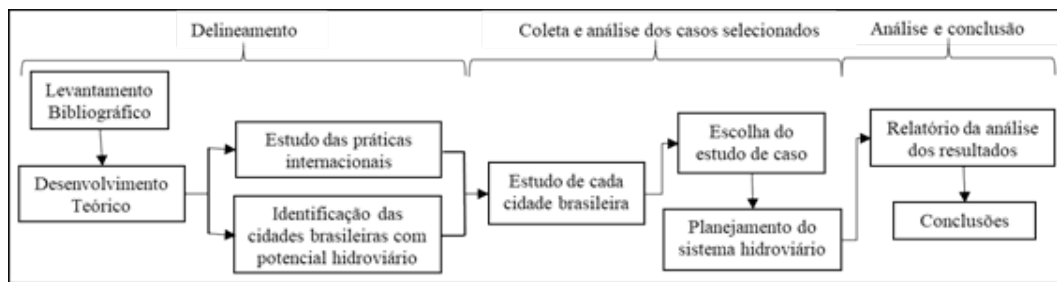 Delineamento
Coleta e análise dos casos selecionados
Análise e conclusão
Levantamento
Bibliográfico
Desenvolvimento
Teórico
Estudo das práticas
internacionais
Identificação das
cidades brasileiras com
potencial hidroviário
Estudo de cada
cidade brasileira
Escolha do
estudo de caso
Planejamento do
sistema hidroviário
Relatório da análise
dos resultados
Conclusões